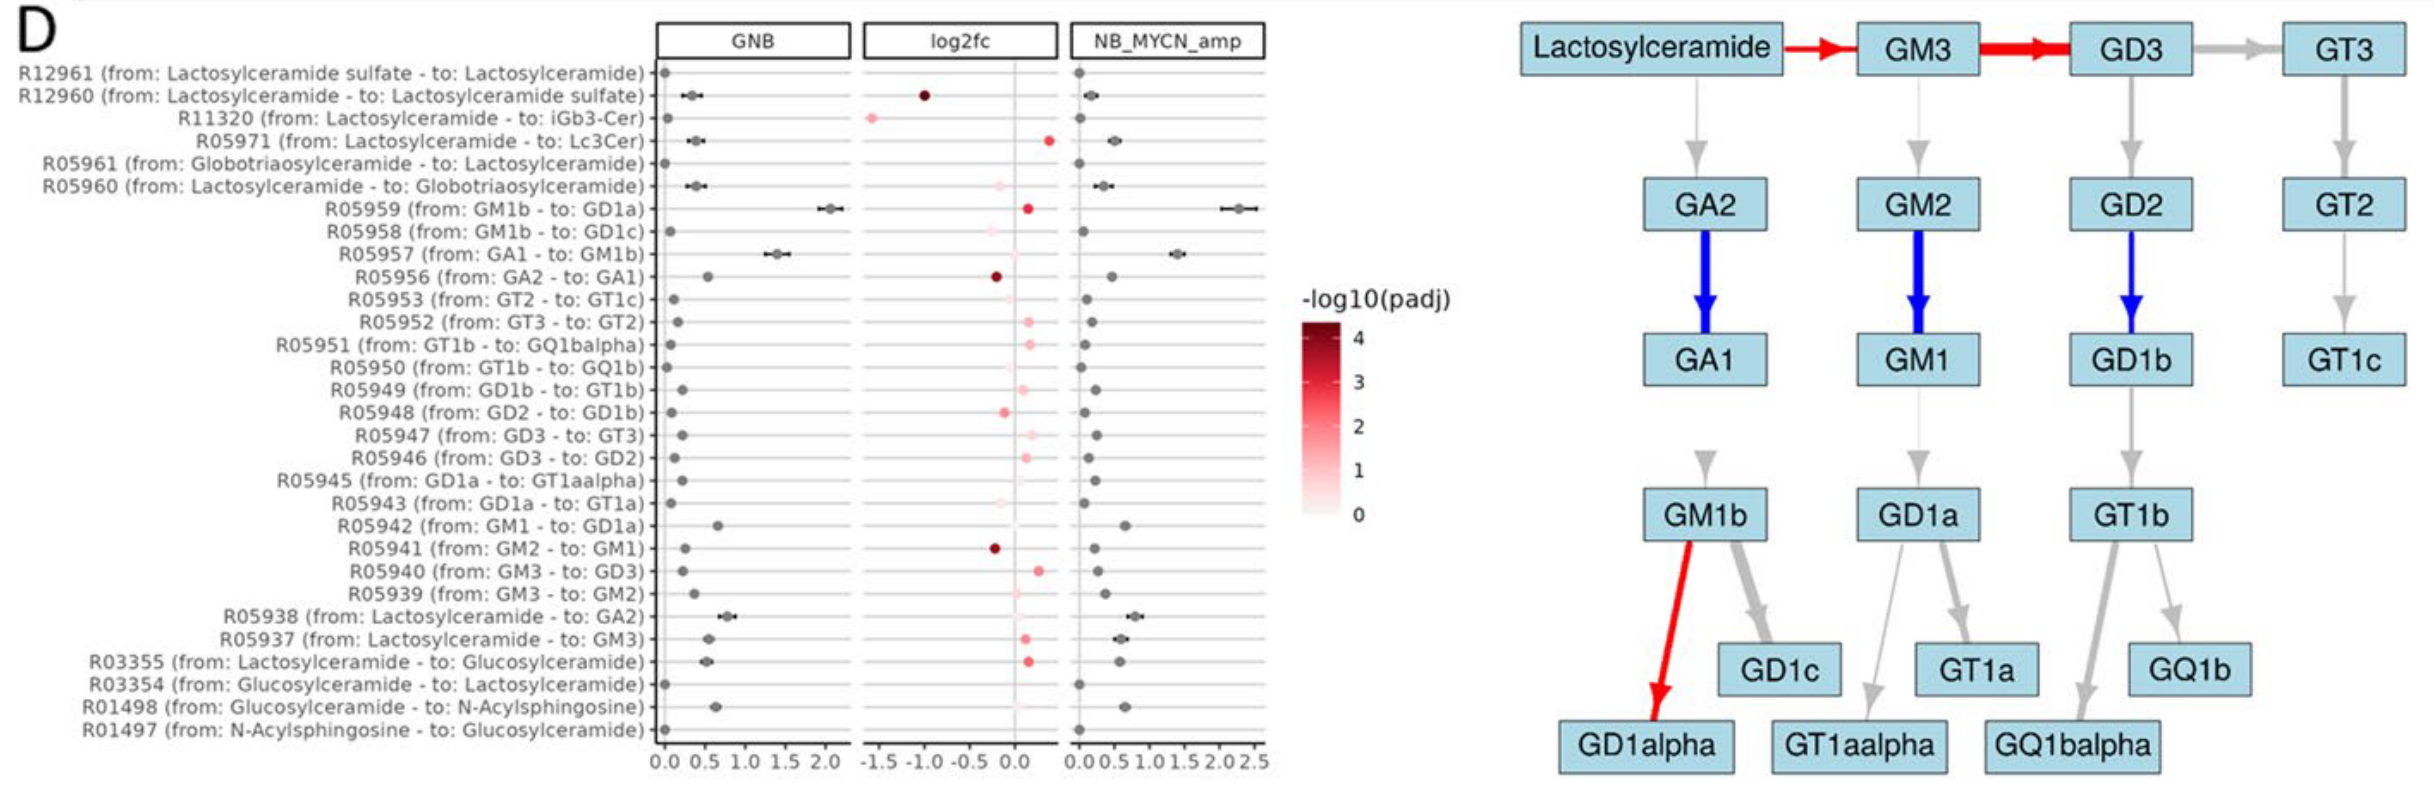 D
GNB
log2fc
NB_MYCN_amp
R12961 (from: Lactosylceramide sulfate - to: Lactosylceramide)
R12960 (from: Lactosylceramide - to: Lactosylceramide sulfate)
R11320 (from: Lactosylceramide - to: iGb3-Cer)
R05971 (from: Lactosylceramide - to: Lc3Cer)
R05961 (from: Globotriaosylceramide - to: Lactosylceramide)
R05960 (from: Lactosylceramide - to: Globotriaosylceramide)
R05959 (from: GM1b - to: GD1a)
R05958 (from: GM1b - to: GD1c)
R05957 (from: GA1 - to: GM1b)
R05956 (from: GA2 - to: GA1)
R05953 (from: GT2 - to: GT1c)
R05952 (from: GT3 - to: GT2)
R05951 (from: GT1b - to: GQ1balpha)
R05950 (from: GT1b - to: GQ1b)
R05949 (from: GD1b - to: GT1b)
R05948 (from: GD2 - to: GD1b)
R05947 (from: GD3 - to: GT3)
R05946 (from: GD3 - to: GD2)
R05945 (from: GD1a - to: GT1aalpha)
R05943 (from: GD1a - to: GT1a)
R05942 (from: GM1 - to: GD1a)
R05941 (from: GM2 - to: GM1)
R05940 (from: GM3 - to: GD3)
R05939 (from: GM3 - to: GM2)
R05938 (from: Lactosylceramide - to: GA2)
R05937 (from: Lactosylceramide - to: GM3)
R03355 (from: Lactosylceramide - to: Glucosylceramide)
R03354 (from: Glucosylceramide - to: Lactosylceramide)
R01498 (from: Glucosylceramide - to: N-Acylsphingosine)
R01497 (from: N-Acylsphingosine - to: Glucosylceramide)
0.0 0.5 1.0 1.5 2.0
-1.5 -1.0 -0.5 0.0
0.0 0.5 1.0 1.5 2.0 2.5
-log10(padj)
4
3
2
1
0
Lactosylceramide GM3 GD3 GT3
GA2 GM2 GD2 GT2
GA1 GM1 GD1b GT1c
GM1b GD1a GT1b
GD1c GT1a GQ1b
GD1alpha GT1aalpha GQ1balpha